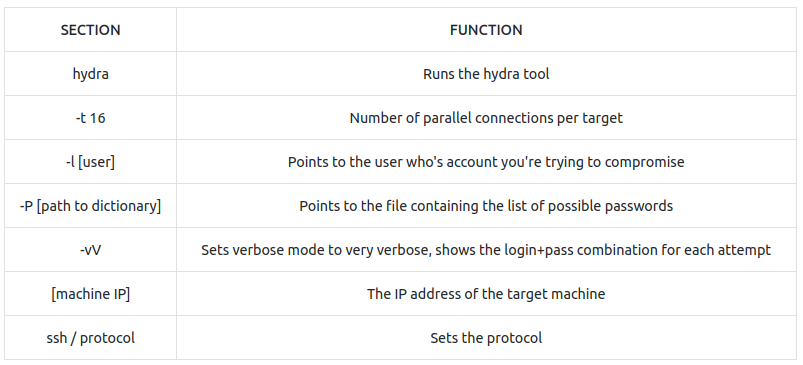 SECTION FUNCTION
hydra Runs the hydra tool
-t 16 Number of parallel connections per target
-l [user] Points to the user who's account you're trying to compromise
-P [path to dictionary] Points to the file containing the list of possible passwords
-vV Sets verbose mode to very verbose, shows the login+pass combination for each attempt
[machine IP] The IP address of the target machine
ssh / protocol Sets the protocol